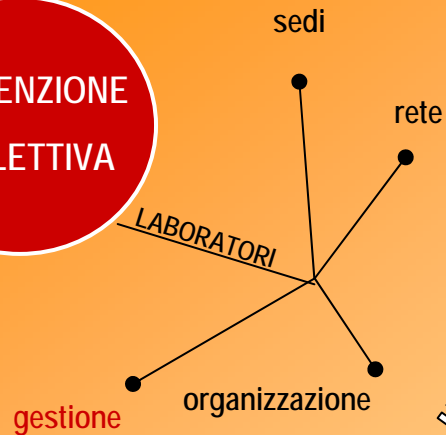 sedi
ENZIONE
rete
LETTIVA
LABORATORI
organizzazione
gestione